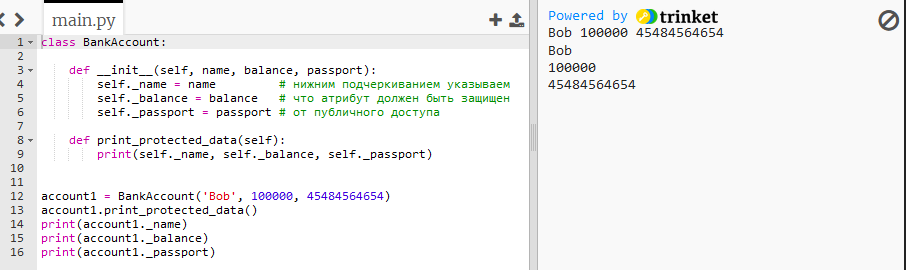 main.py
1 class BankAccount:
2
3     def __init__(self, name, balance, passport):
4         self._name = name         # нижним подчеркиванием указываем
5         self._balance = balance   # что атрибут должен быть защищен
6         self._passport = passport # от публичного доступа
7
8     def print_protected_data(self):
9         print(self._name, self._balance, self._passport)
10
11
12 account1 = BankAccount('Bob', 100000, 45484564654)
13 account1.print_protected_data()
14 print(account1._name)
15 print(account1._balance)
16 print(account1._passport)
Powered by trinket
Bob 100000 45484564654
Bob
100000
45484564654